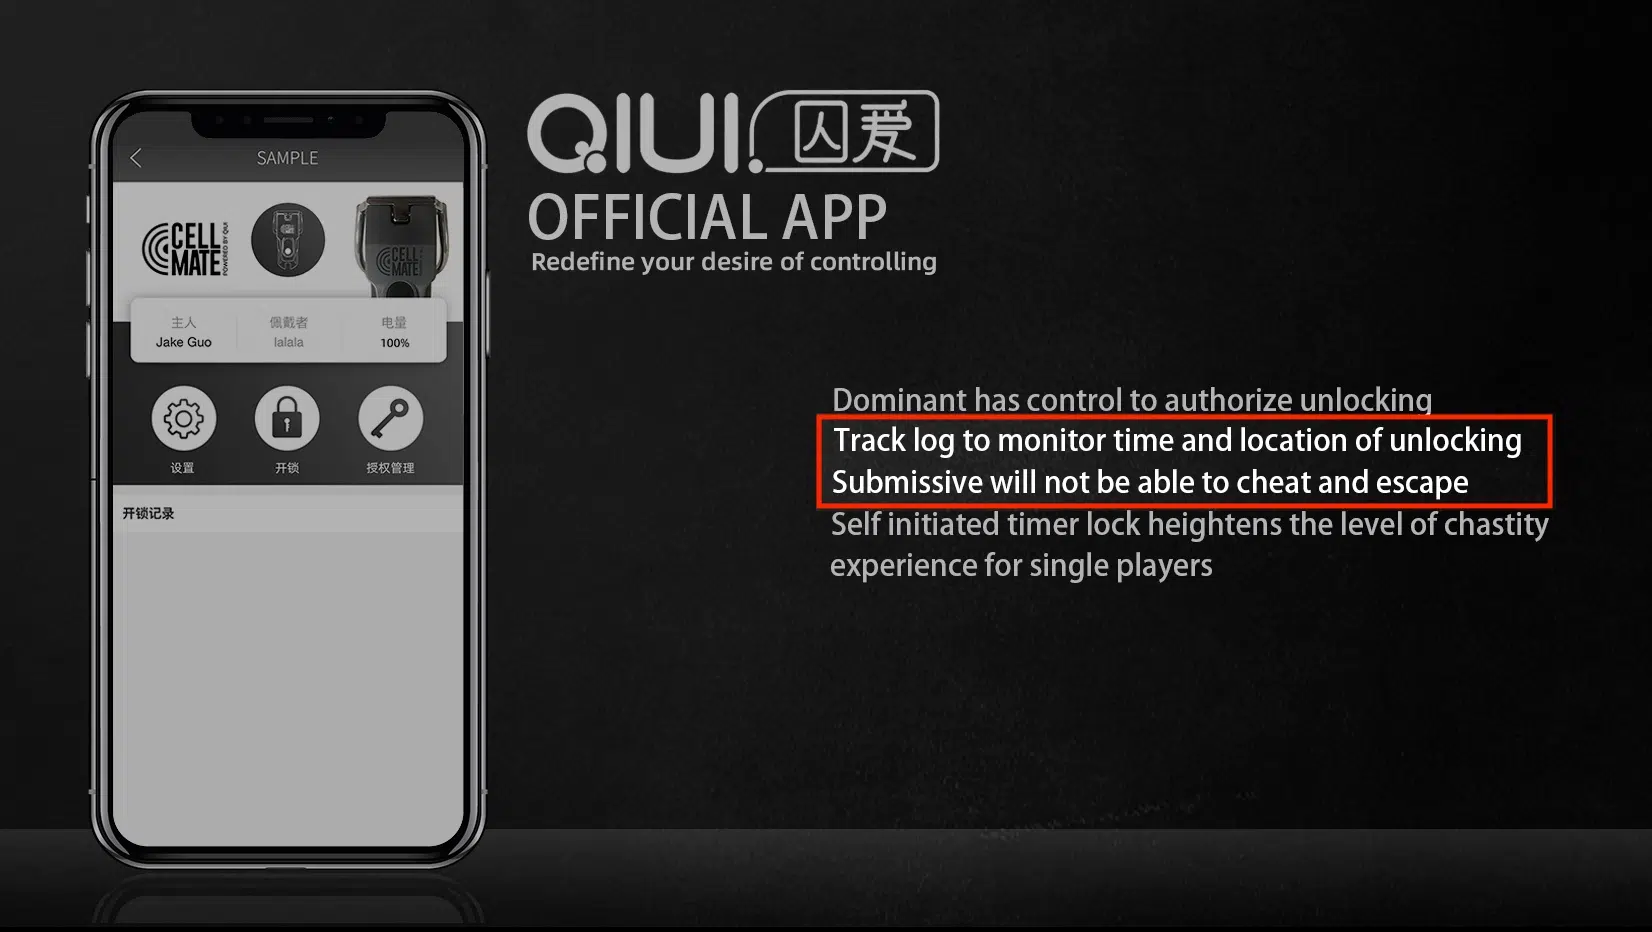 SAMPLE
CELL
MATE
POWERED BY QIUI
CELL
MATE
主人
佩戴者
电量
Jake Guo
lalala
100%
设置
开锁
授权管理
开锁记录
QIUI 囚爱
OFFICIAL APP
Redefine your desire of controlling
Dominant has control to authorize unlocking
Track log to monitor time and location of unlocking
Submissive will not be able to cheat and escape
Self initiated timer lock heightens the level of chastity
experience for single players